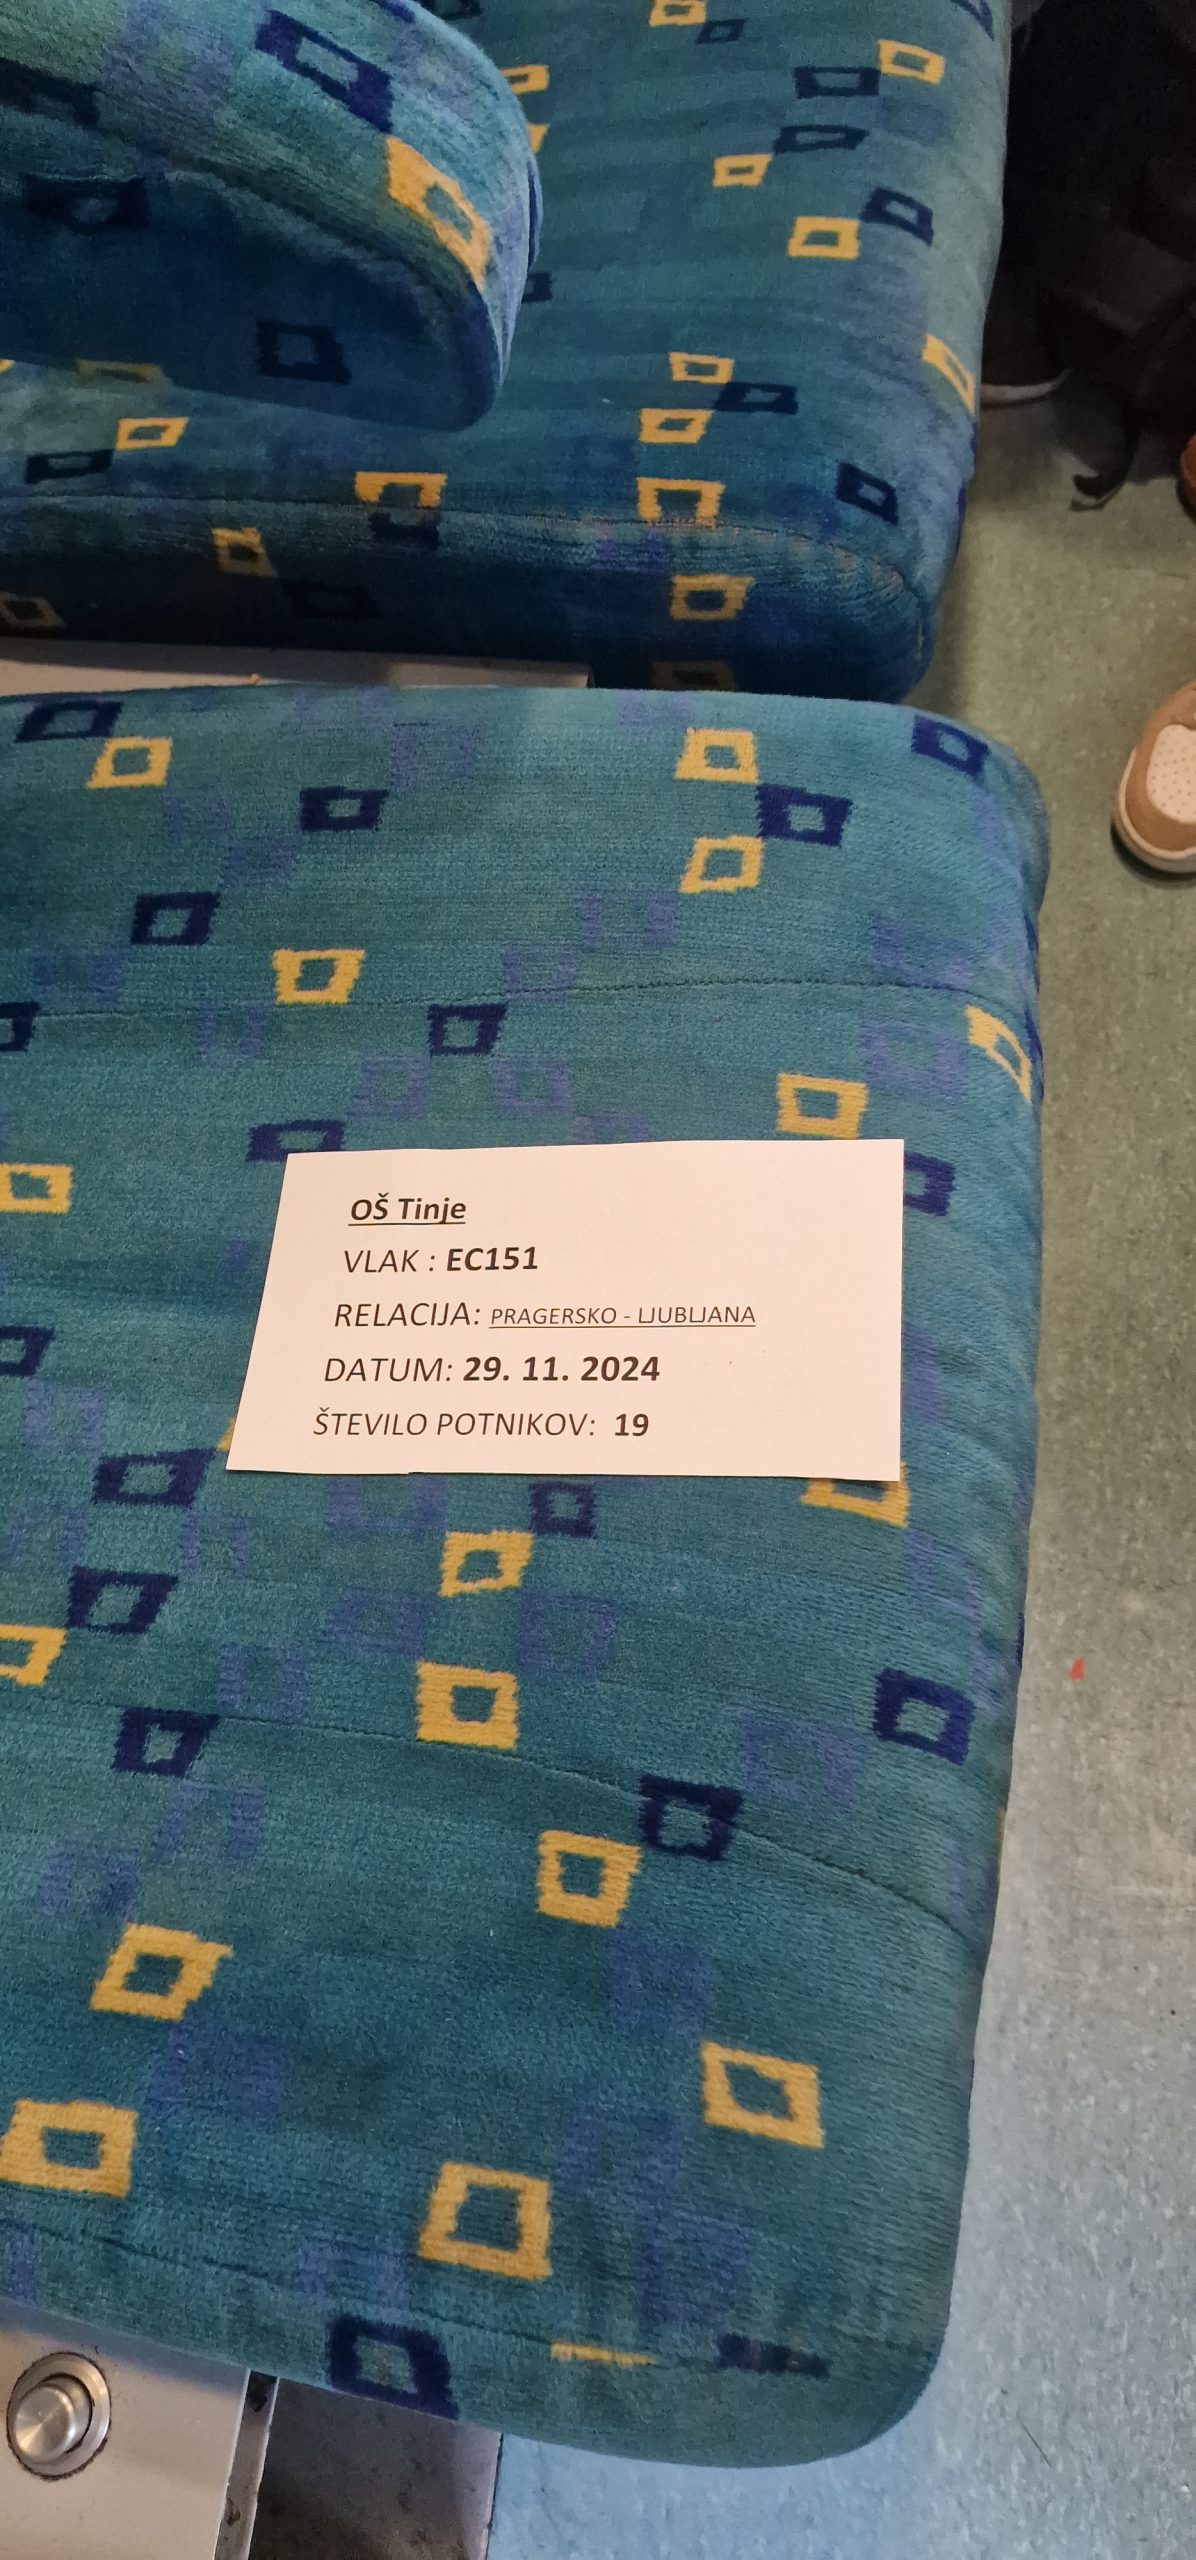 OŠ Tinje
VLAK : EC151
RELACIJA: PRAGERSKO - LJUBLJANA
DATUM: 29. 11. 2024
ŠTEVILO POTNIKOV: 19